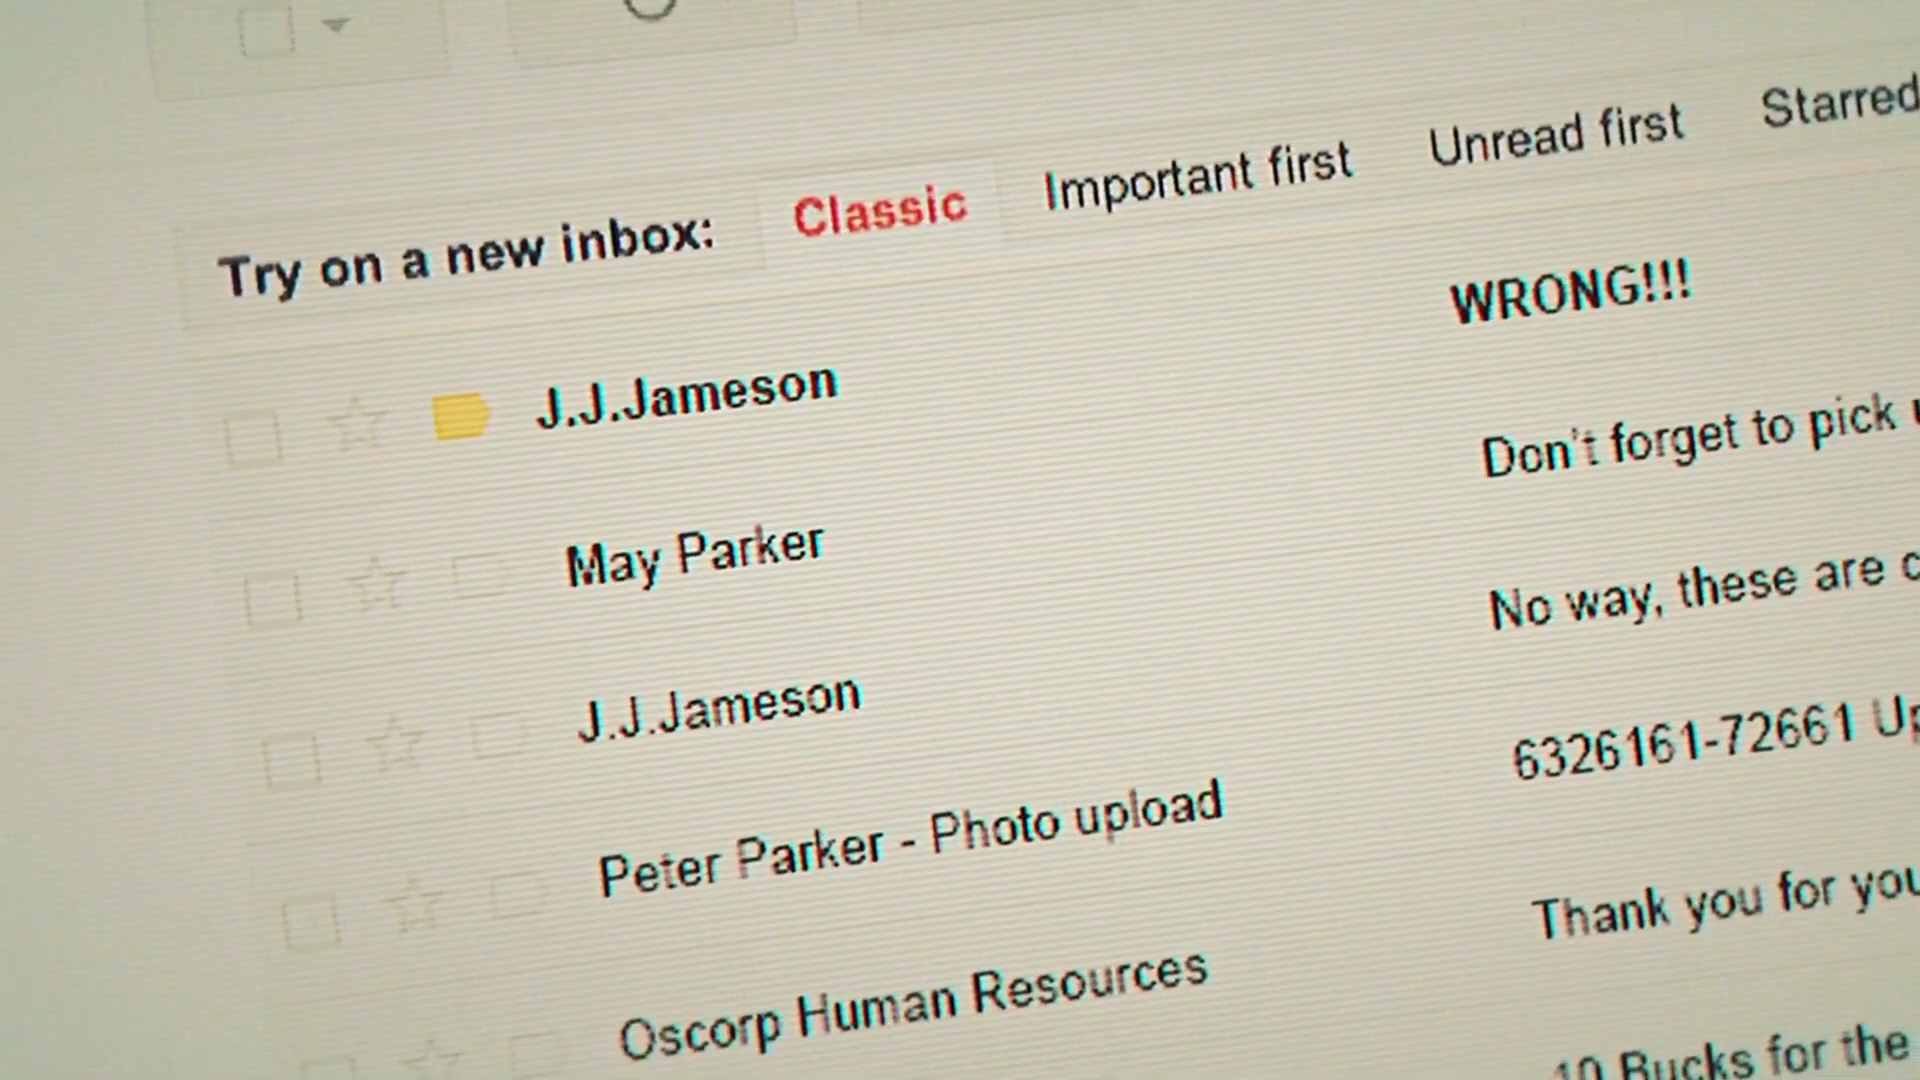 Try on a new inbox: Classic Important first Unread first Starred
J.J.Jameson WRONG!!!
May Parker Don't forget to pick
J.J.Jameson No way, these are
Peter Parker - Photo upload 6326161-72661
Oscorp Human Resources Thank you for
10 Bucks for the